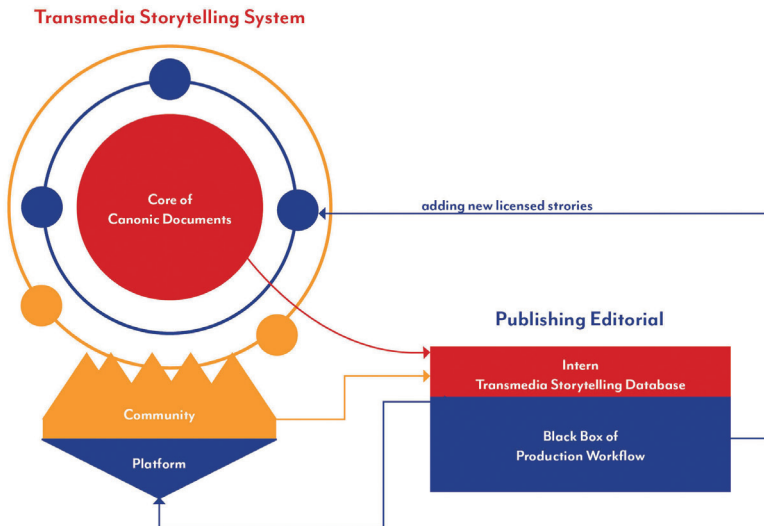 Transmedia Storytelling System
Core of
Canonic Documents
adding new licensed strories
Publishing Editorial
Intern
Transmedia Storytelling Database
Community
Black Box of
Production Workflow
Platform